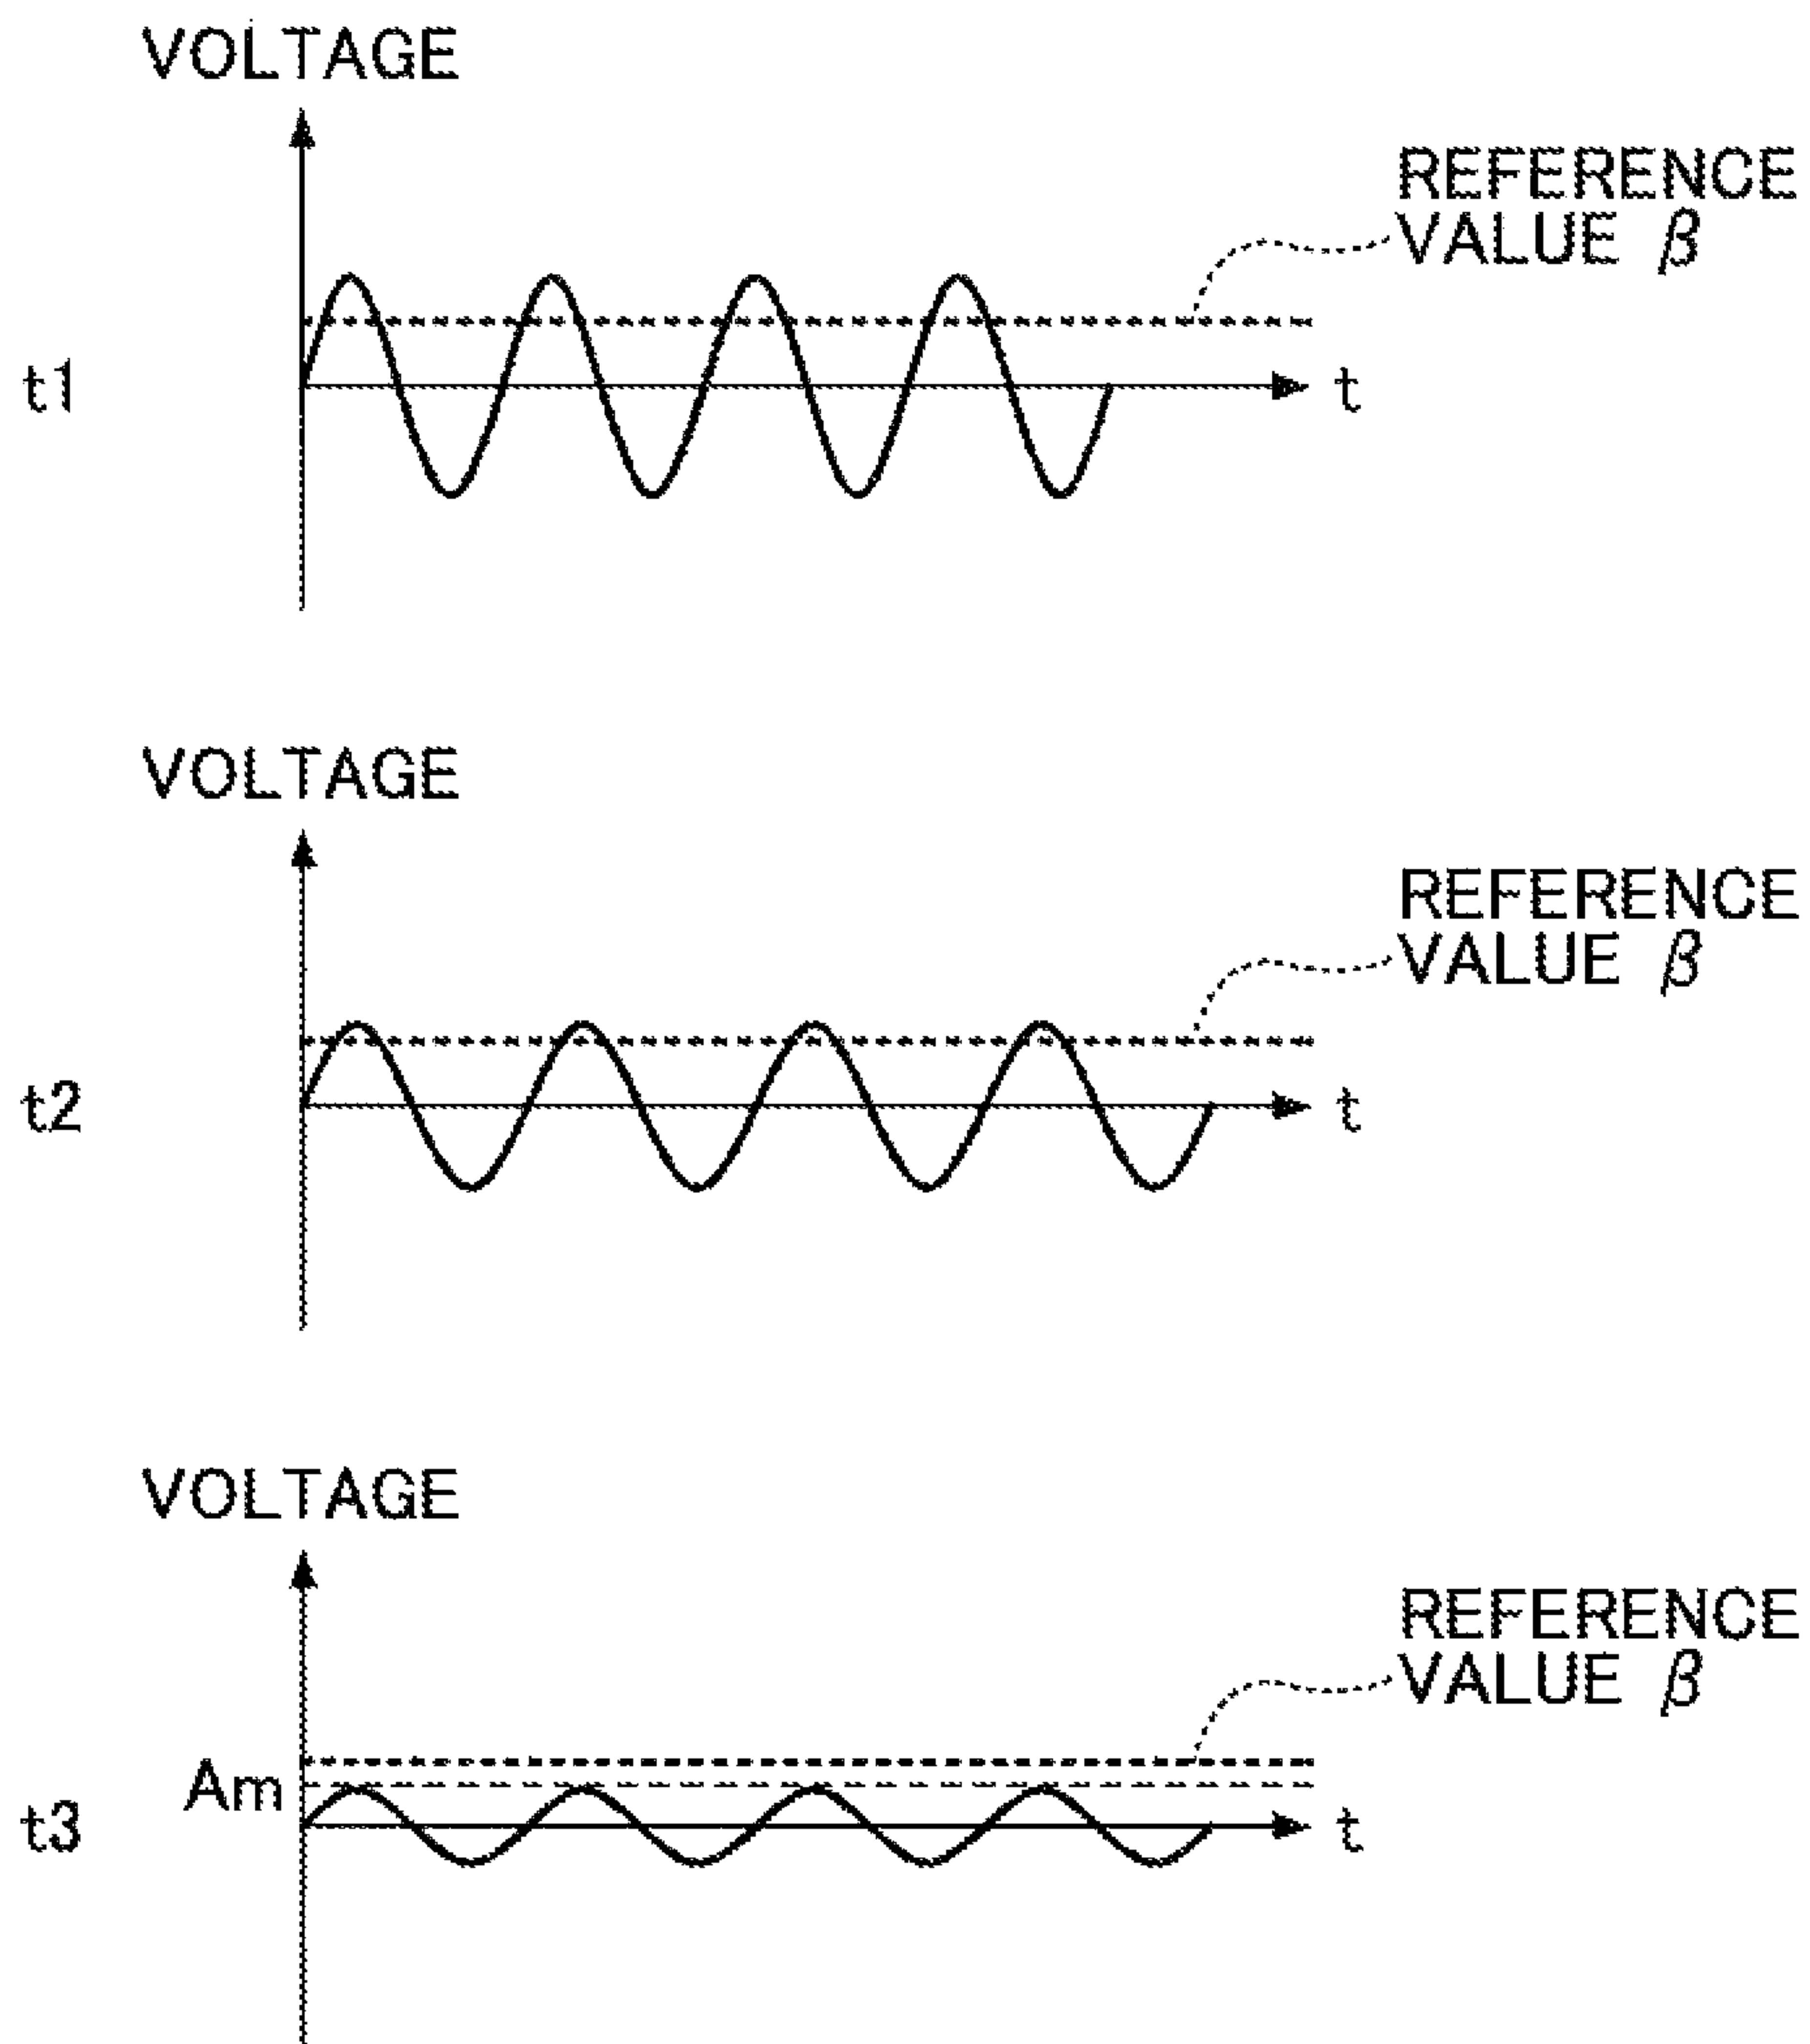 VOLTAGE
REFERENCE
VALUE β
t1
t
VOLTAGE
REFERENCE
VALUE β
t2
t
VOLTAGE
REFERENCE
VALUE β
Am
t3
t